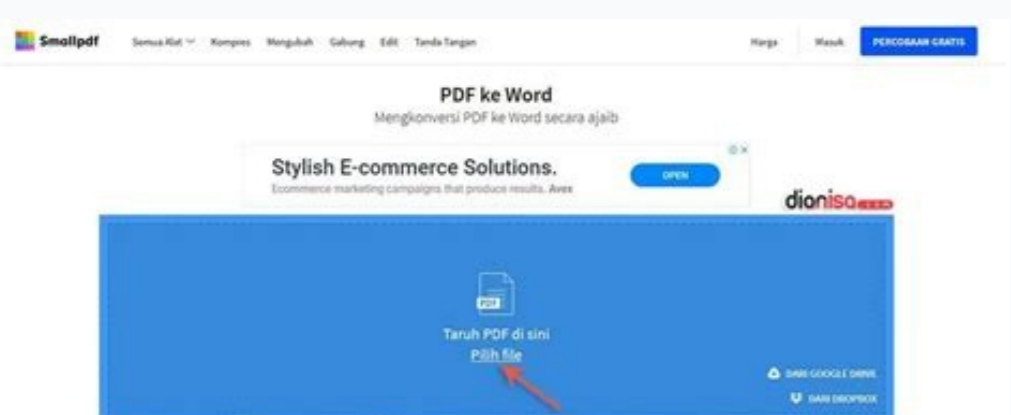 Smallpdf
Semua Alat Kompres Mengubah Gabung Edit Tanda Tangan
Harga Masuk PERCOBAAN GRATIS
PDF ke Word
Mengkonversi PDF ke Word secara ajaib
Stylish E-commerce Solutions.
Ecommerce marketing campaigns that produce results. Avex
OPEN
dianisa
PDF
Taruh PDF di sini
Pilih file
DARI GOOGLE DRIVE
DARI DROPBOX